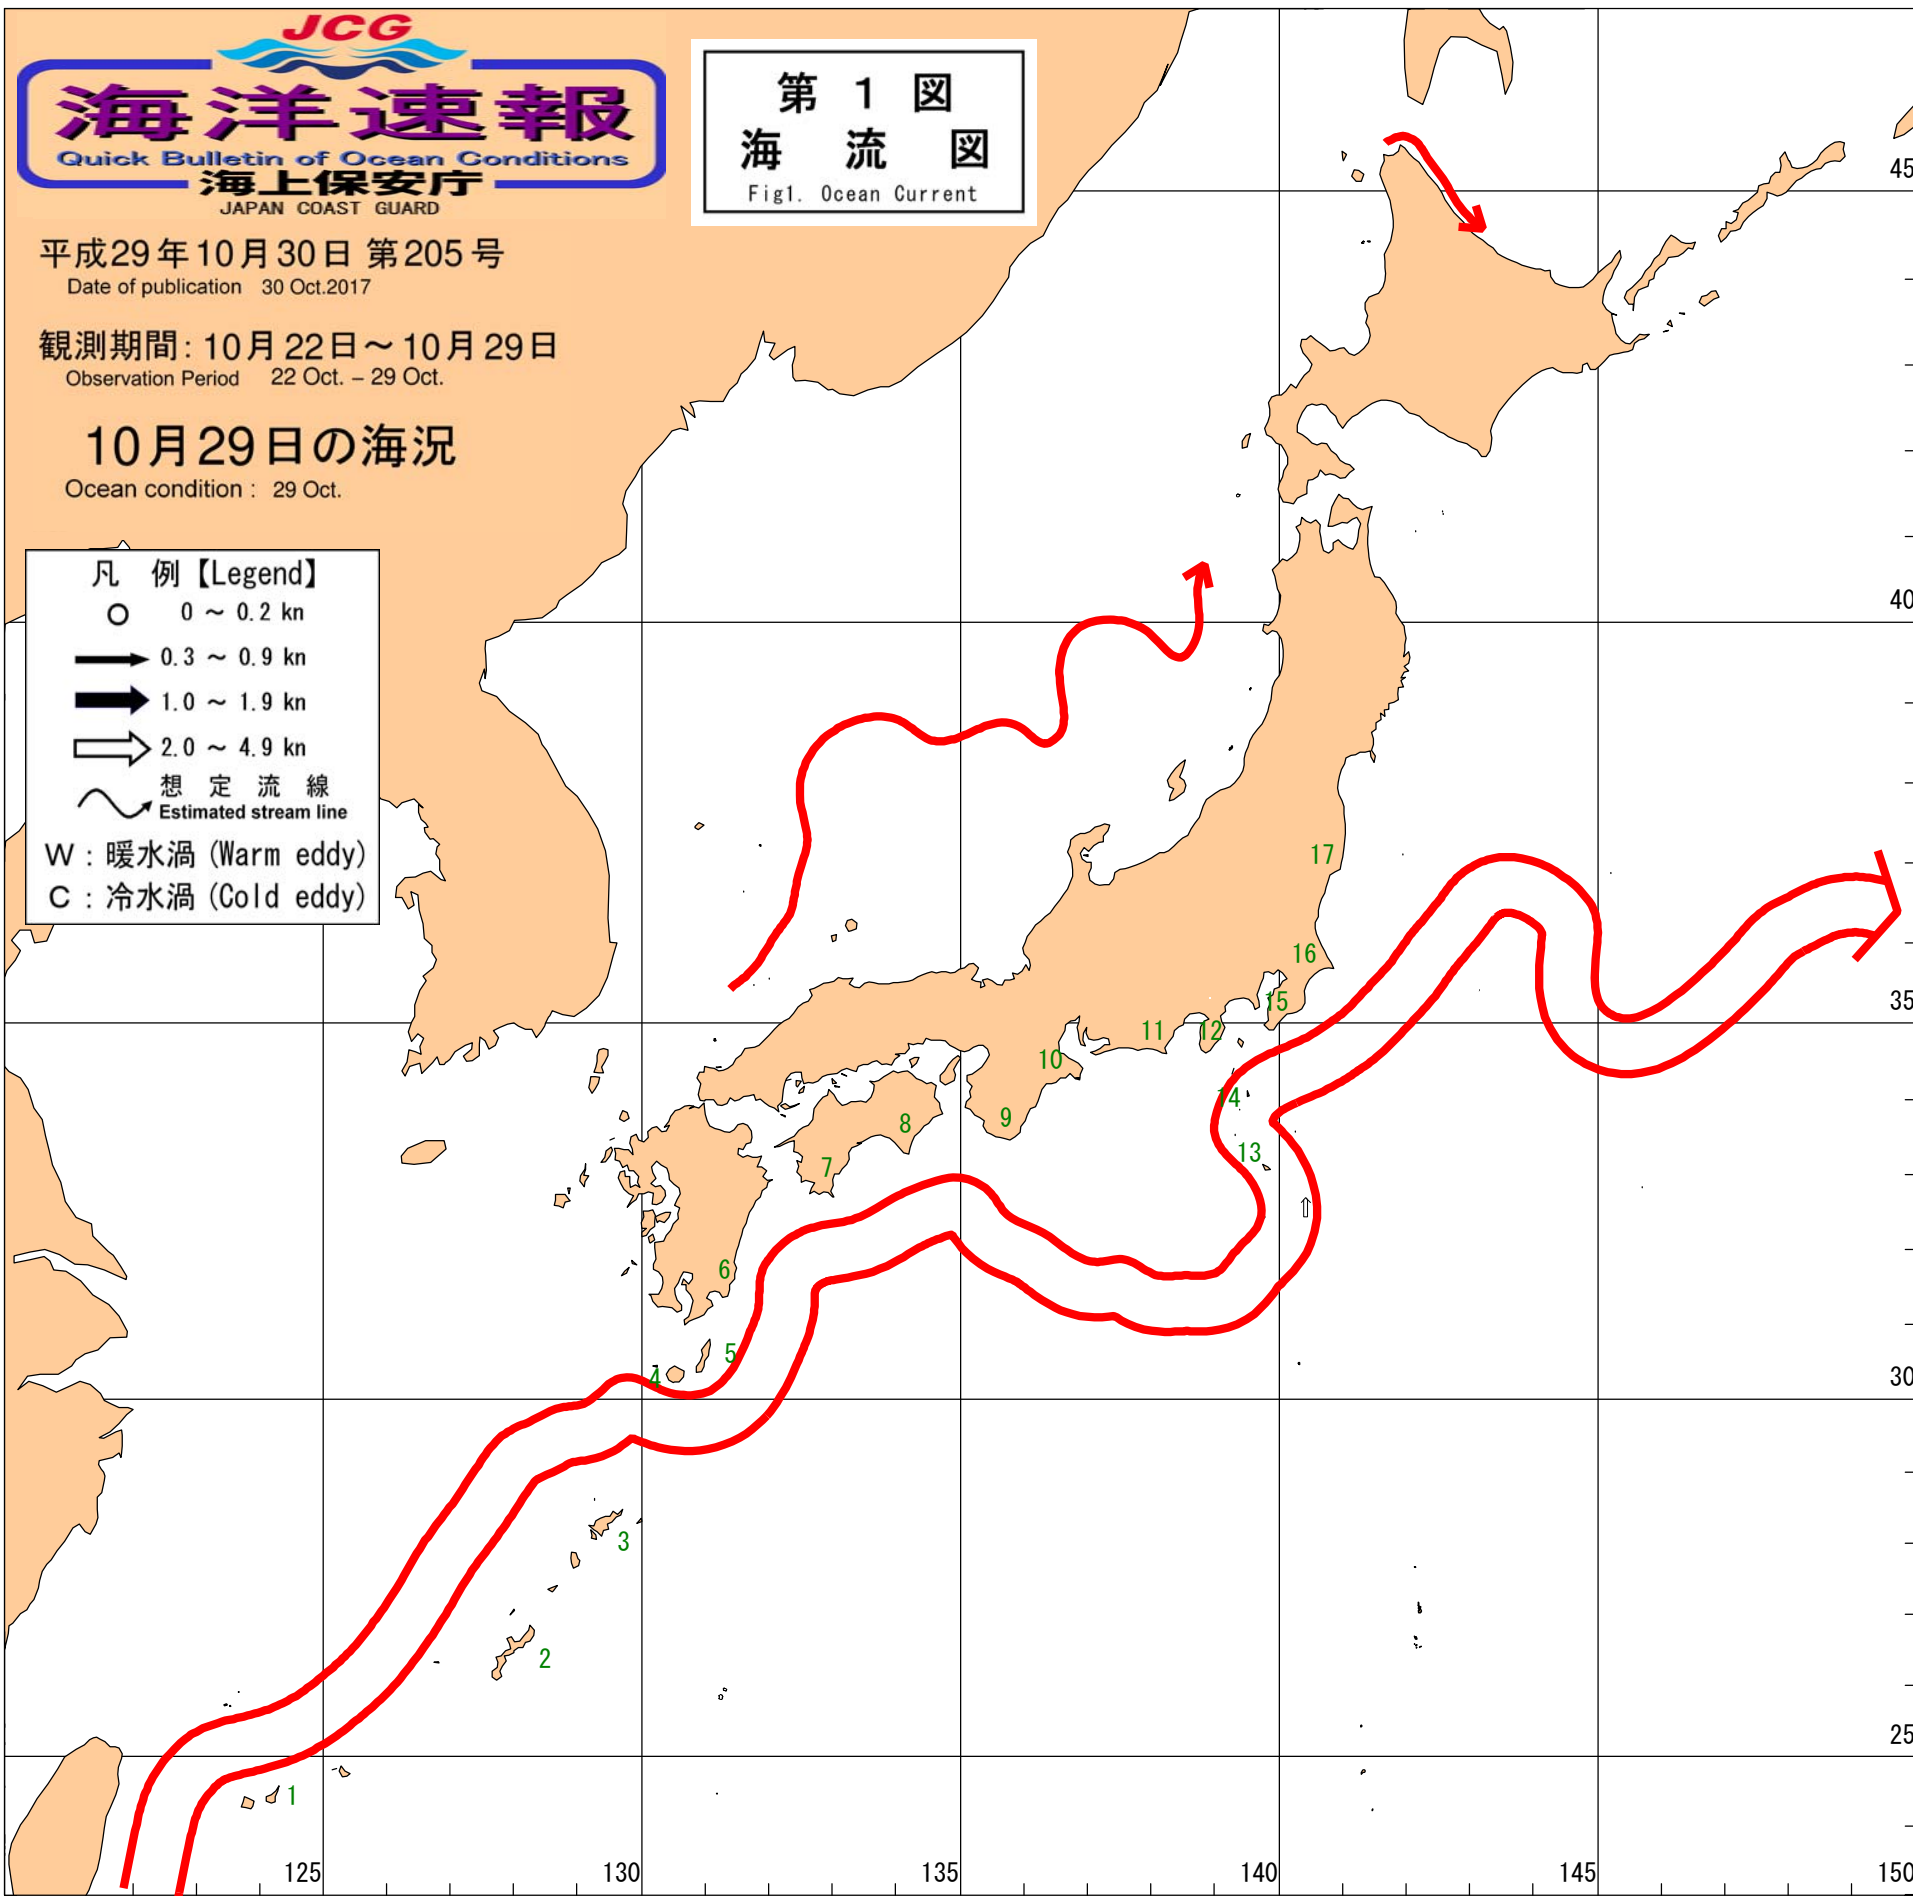 JCG
海洋速報
Quick Bulletin of Ocean Conditions
海上保安庁
JAPAN COAST GUARD
第 1 図
海 流 図
Fig1. Ocean Current
平成29年10月30日 第205号
Date of publication 30 Oct.2017
観測期間: 10月22日～10月29日
Observation Period 22 Oct. – 29 Oct.
10月29日の海況
Ocean condition : 29 Oct.
凡 例【Legend】
0 ～ 0.2 kn
0.3 ～ 0.9 kn
1.0 ～ 1.9 kn
2.0 ～ 4.9 kn
想 定 流 線
Estimated stream line
W : 暖水渦 (Warm eddy)
C : 冷水渦 (Cold eddy)
45
40
35
30
25
17
16
15
14
13
12
11
10
9
8
7
6
5
4
3
2
1
125
130
135
140
145
150